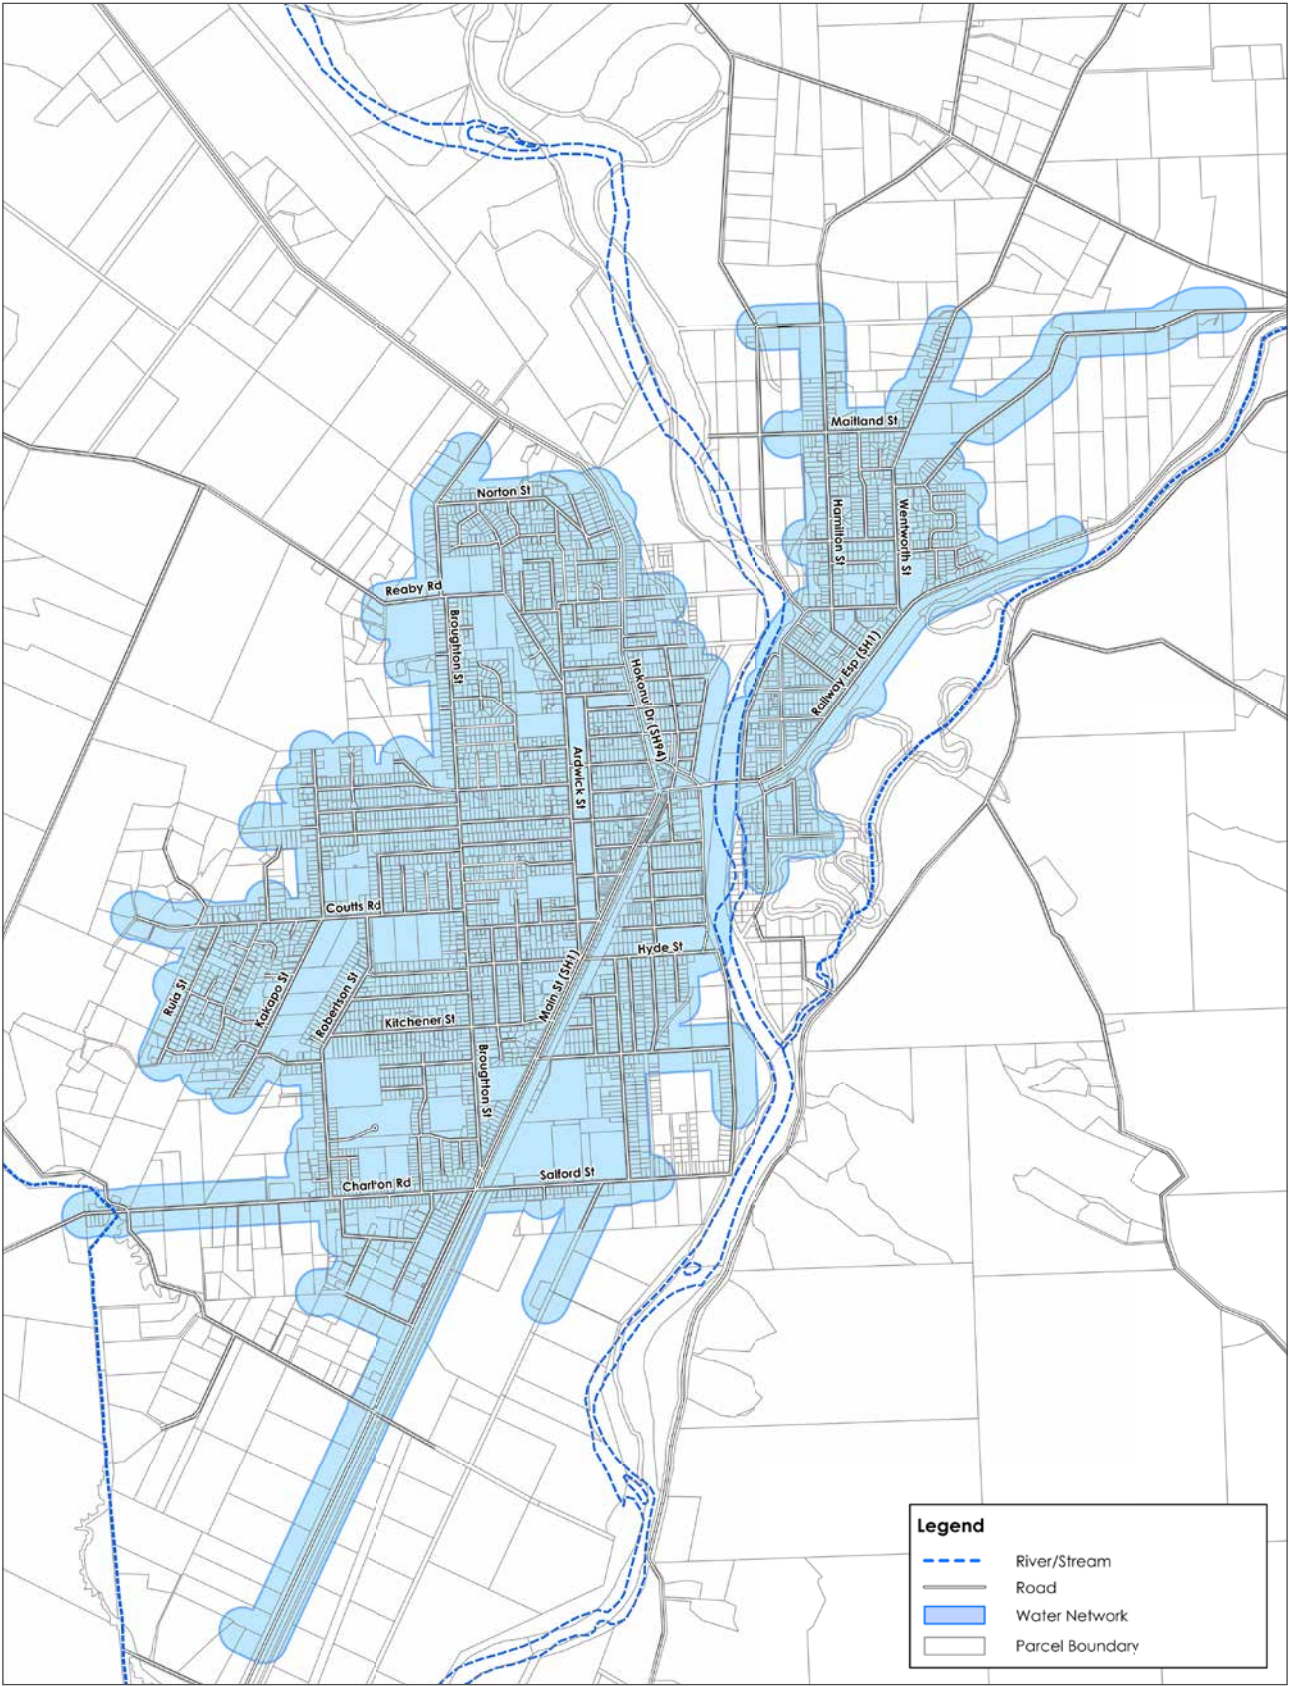 Maitland St
Norton St
Hamilton St
Wentworth St
Reaby Rd
Broughton St
Hokonui Dr (SH94)
Railway Esp (SH1)
Ardwick St
Coutts Rd
Hyde St
Ruia St
Kakapo St
Robertson St
Main St (SH1)
Kitchener St
Broughton St
Salford St
Charlton Rd
Legend
River/Stream
Road
Water Network
Parcel Boundary